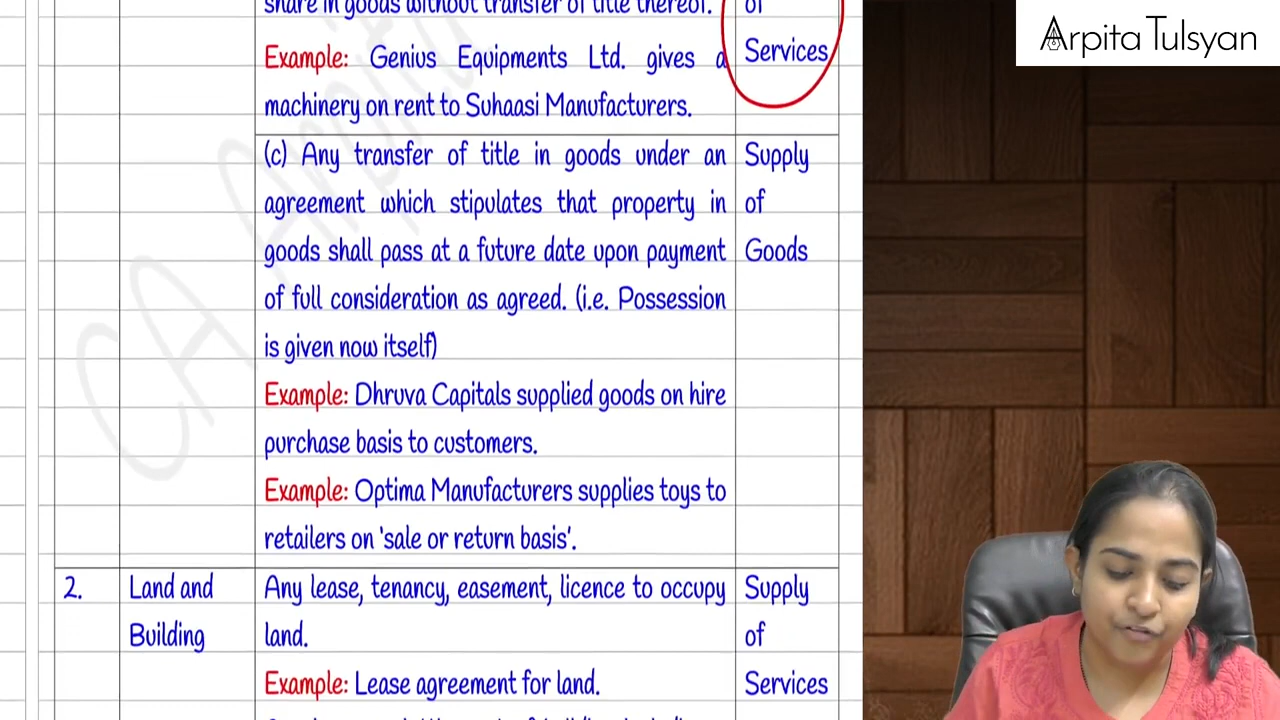 share in goods without transfer of title thereof.
of
Services
Arpita Tulsyan
Example: Genius Equipments Ltd. gives a
machinery on rent to Suhaasi Manufacturers.
(c) Any transfer of title in goods under an
agreement which stipulates that property in
goods shall pass at a future date upon payment
of full consideration as agreed. (i.e. Possession
is given now itself)
Supply
of
Goods
Example: Dhruva Capitals supplied goods on hire
purchase basis to customers.
Example: Optima Manufacturers supplies toys to
retailers on 'sale or return basis'.
2.
Land and
Building
Any lease, tenancy, easement, licence to occupy
land.
Example: Lease agreement for land.
Supply
of
Services
CA Arpita